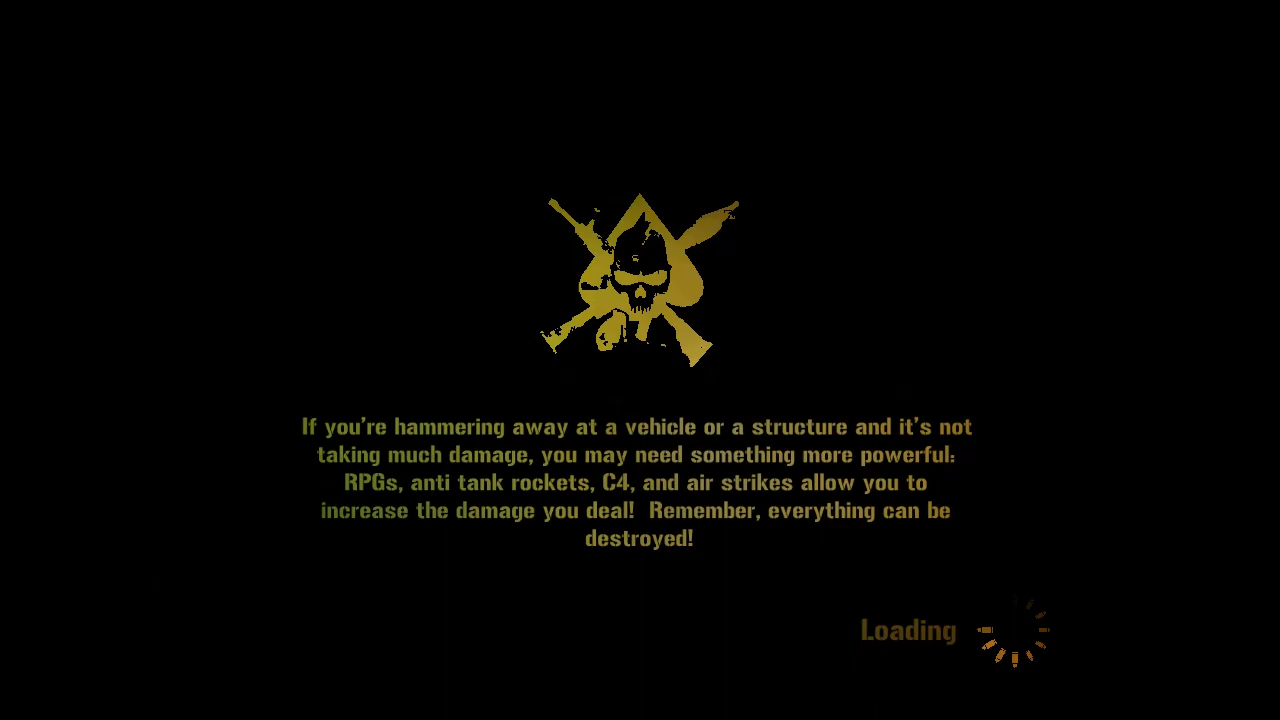 If you're hammering away at a vehicle or a structure and it's not
taking much damage, you may need something more powerful:
RPGs, anti tank rockets, C4, and air strikes allow you to
increase the damage you deal!  Remember, everything can be
destroyed!
Loading